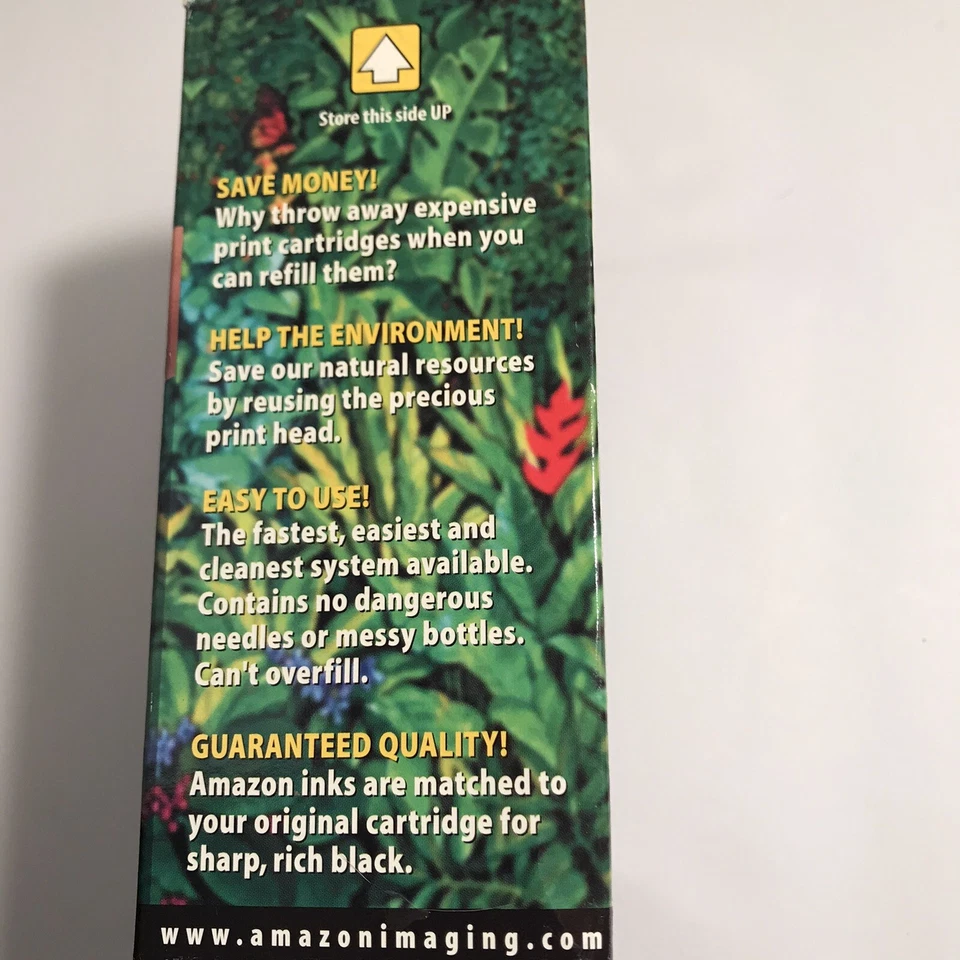 Store this side UP
SAVE MONEY!
Why throw away expensive
print cartridges when you
can refill them?
HELP THE ENVIRONMENT!
Save our natural resources
by reusing the precious
print head.
EASY TO USE!
The fastest, easiest and
cleanest system available.
Contains no dangerous
needles or messy bottles.
Can't overfill.
GUARANTEED QUALITY!
Amazon inks are matched to
your original cartridge for
sharp, rich black.
www.amazonimaging.com